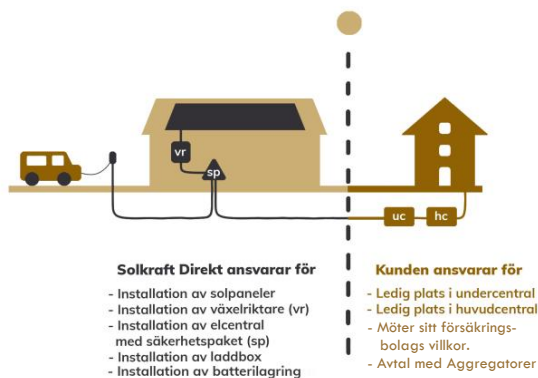 vr
sp
uc
hc
Solkraft Direkt ansvarar för
- Installation av solpaneler
- Installation av växelriktare (vr)
- Installation av elcentral
med säkerhetspaket (sp)
- Installation av laddbox
- Installation av batterilagring
Kunden ansvarar för
- Ledig plats i undercentral
- Ledig plats i huvudcentral
- Möter sitt försäkrings-
bolags villkor.
- Avtal med Aggregatorer